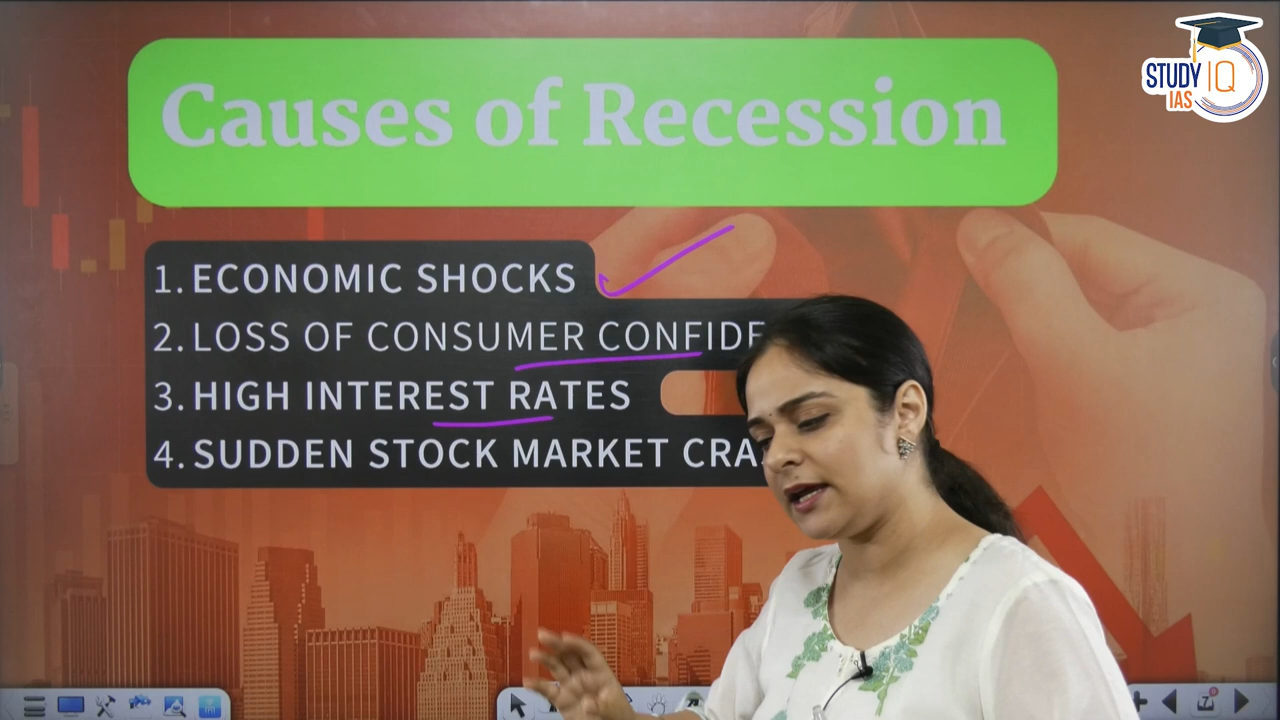 Causes of Recession
STUDY IQ
IAS
1. ECONOMIC SHOCKS
2. LOSS OF CONSUMER
3. HIGH INTEREST RATES
4. SUDDEN STOCK MARKET